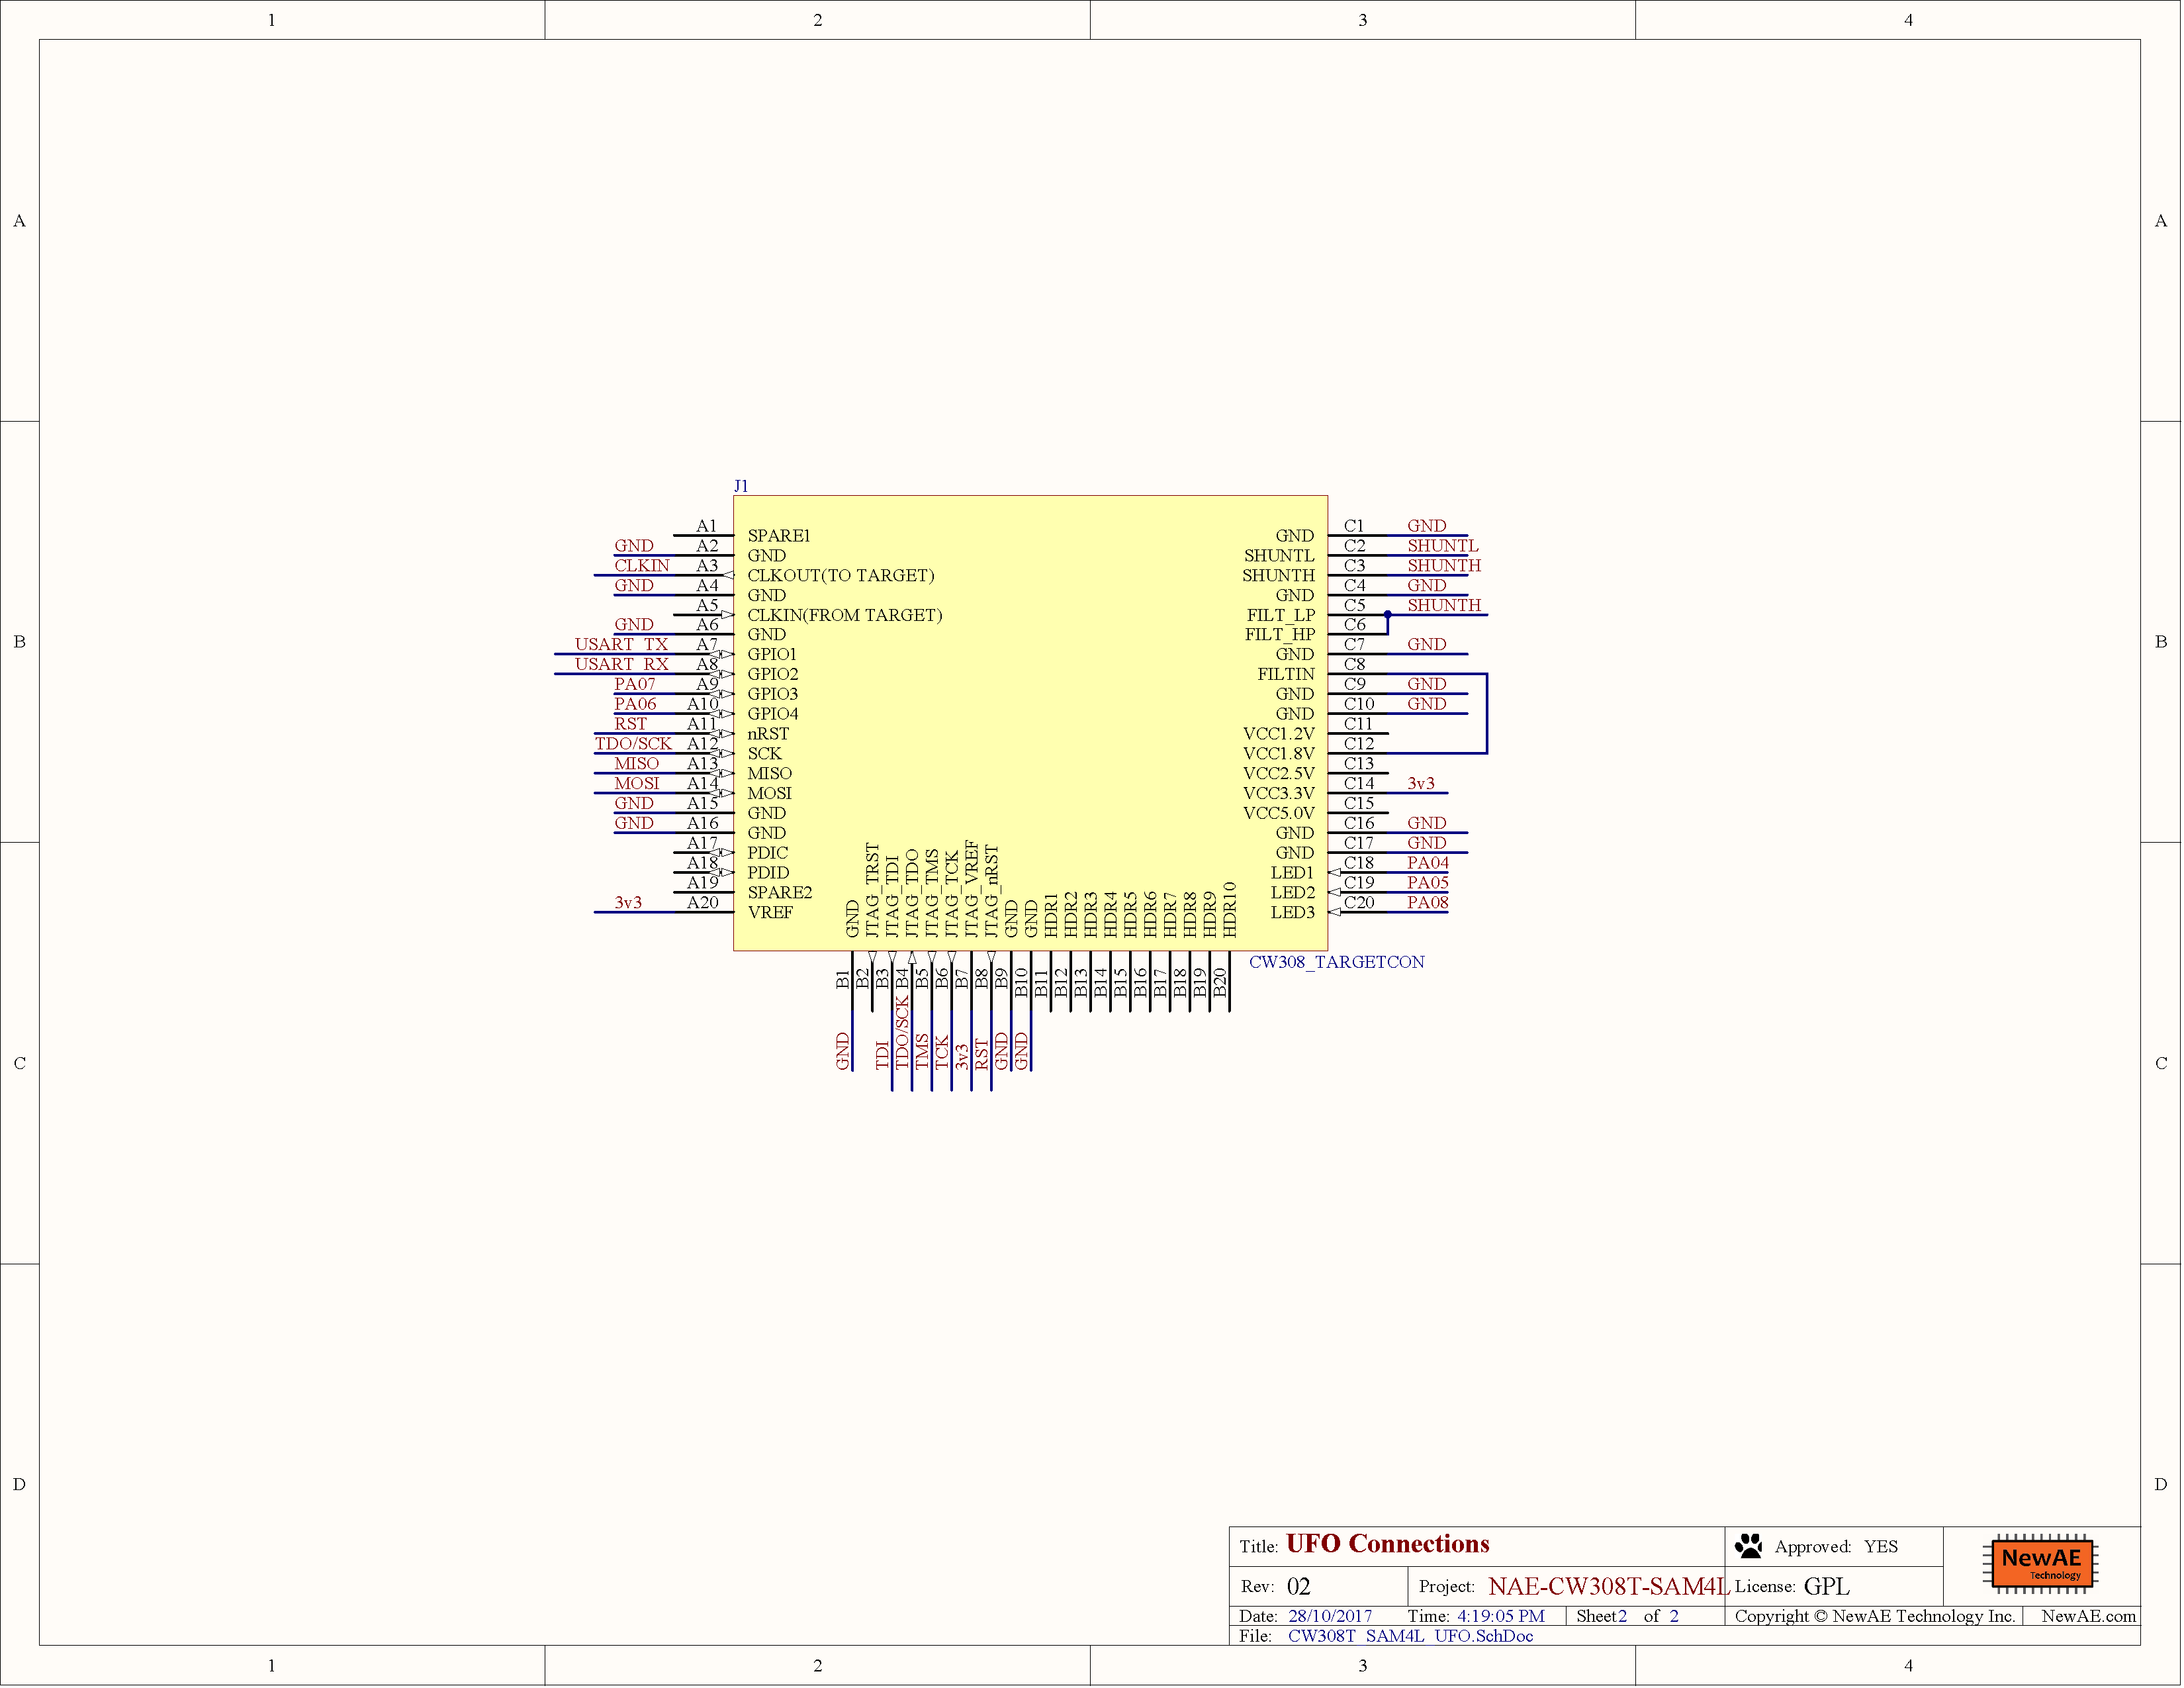 1 2 3 4
A A
B B
C C
D D
J1
A1 SPARE1
GND A2 GND
CLKIN A3 CLKOUT(TO TARGET)
GND A4 GND
A5 CLKIN(FROM TARGET)
GND A6 GND
USART_TX A7 GPIO1
USART_RX A8 GPIO2
PA07 A9 GPIO3
PA06 A10 GPIO4
RST A11 nRST
TDO/SCK A12 SCK
MISO A13 MISO
MOSI A14 MOSI
GND A15 GND
GND A16 GND
A17 PDIC
A18 PDID
A19 SPARE2
3v3 A20 VREF
GND C1 GND
SHUNTL C2 SHUNTL
SHUNTH C3 SHUNTH
GND C4 GND
FILT_LP C5 SHUNTH
FILT_HP C6
GND C7 GND
FILTIN C8
GND C9 GND
GND C10 GND
VCC1.2V C11
VCC1.8V C12
VCC2.5V C13
VCC3.3V C14 3v3
VCC5.0V C15
GND C16 GND
GND C17 GND
LED1 C18 PA04
LED2 C19 PA05
LED3 C20 PA08
GND B1 GND
JTAG_TRST B2
JTAG_TDI B3 TDI
JTAG_TDO B4 TDO/SCK
JTAG_TMS B5 TMS
JTAG_TCK B6 TCK
JTAG_VREF B7 3v3
JTAG_nRST B8 RST
GND B9 GND
GND B10 GND
HDR1 B11
HDR2 B12
HDR3 B13
HDR4 B14
HDR5 B15
HDR6 B16
HDR7 B17
HDR8 B18
HDR9 B19
HDR10 B20
CW308_TARGETCON
Title: UFO Connections
Approved: YES
NewAE
Technology
Rev: 02 Project: NAE-CW308T-SAM4L License: GPL
Date: 28/10/2017 Time: 4:19:05 PM Sheet2 of 2 Copyright © NewAE Technology Inc. NewAE.com
File: CW308T_SAM4L_UFO.SchDoc
1 2 3 4